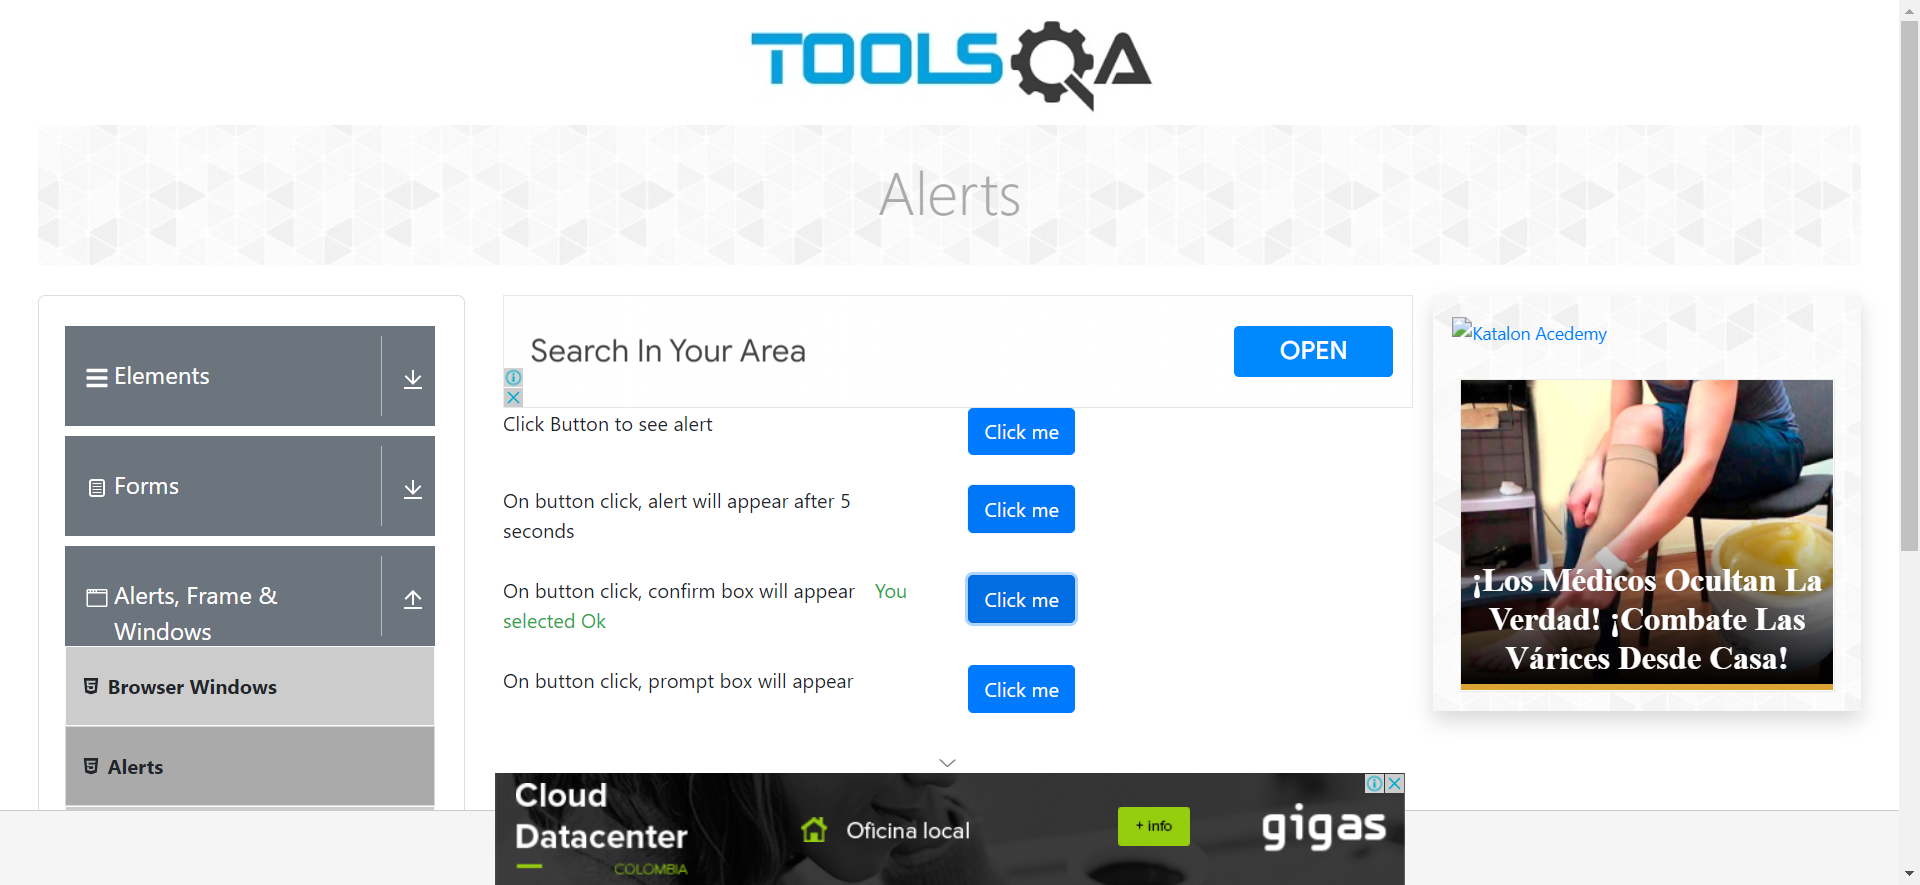 TOOLSQA
Alerts
Elements
Forms
Alerts, Frame &
Windows
Browser Windows
Alerts
Search In Your Area
OPEN
Click Button to see alert
Click me
On button click, alert will appear after 5
seconds
Click me
On button click, confirm box will appear You
selected Ok
Click me
On button click, prompt box will appear
Click me
Katalon Acedemy
¡Los Médicos Ocultan La
Verdad! ¡Combate Las
Várices Desde Casa!
Cloud
Datacenter
COLOMBIA
Oficina local
+ info
gigas